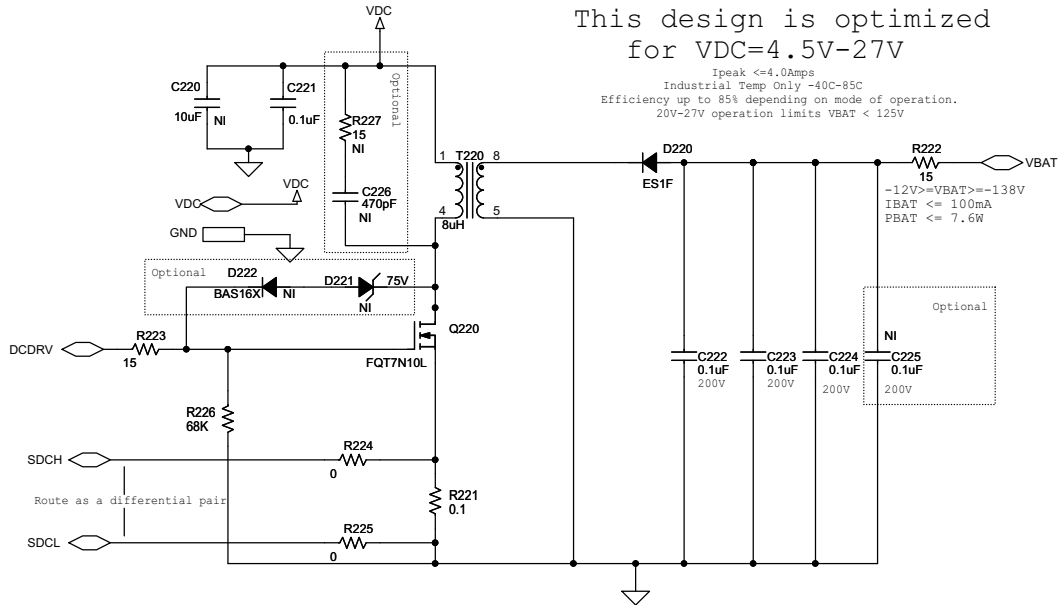 This design is optimized
for VDC=4.5V-27V
Ipeak <=4.0Amps
Industrial Temp Only -40C-85C
Efficiency up to 85% depending on mode of operation.
20V-27V operation limits VBAT < 125V
VDC
C220
10uF
NI
C221
0.1uF
R227
15
NI
Optional
C226
470pF
NI
VDC
VDC
GND
1
T220
8
4
5
8uH
D220
ES1F
R222
15
VBAT
-12V>=VBAT>=-138V
IBAT <= 100mA
PBAT <= 7.6W
Optional
D222
BAS16X
NI
D221
75V
NI
Q220
FQT7N10L
DCDRV
R223
15
R226
68K
C222
0.1uF
200V
C223
0.1uF
200V
C224
0.1uF
200V
Optional
NI
C225
0.1uF
200V
SDCH
R224
0
R221
0.1
Route as a differential pair
SDCL
R225
0